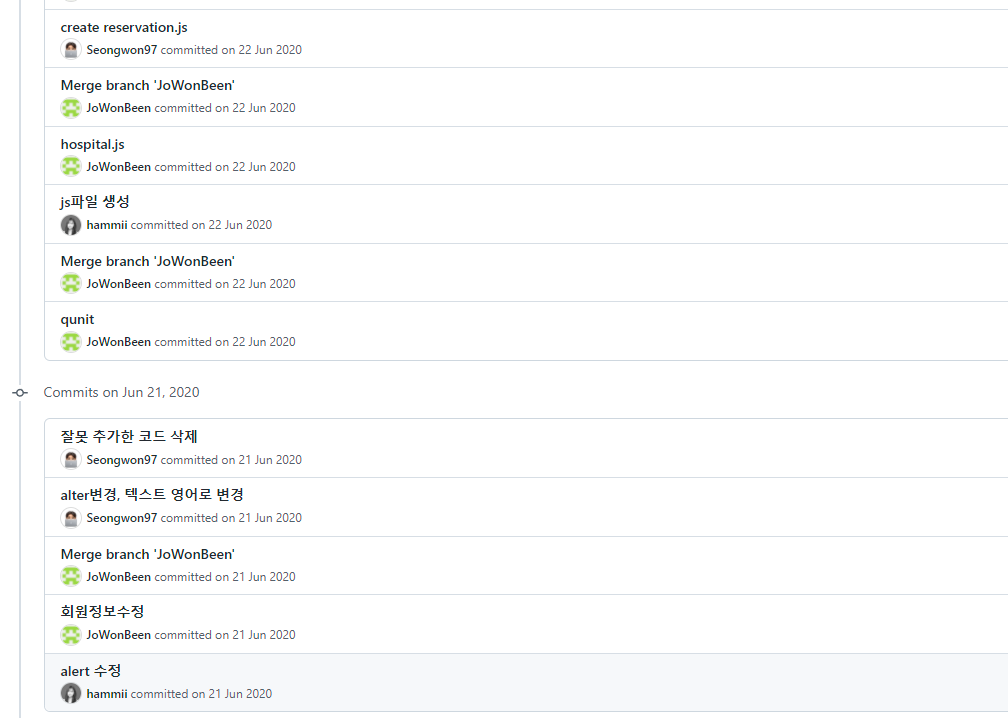 create reservation.js
Seongwon97 committed on 22 Jun 2020
Merge branch 'JoWonBeen'
JoWonBeen committed on 22 Jun 2020
hospital.js
JoWonBeen committed on 22 Jun 2020
js파일 생성
hammii committed on 22 Jun 2020
Merge branch 'JoWonBeen'
JoWonBeen committed on 22 Jun 2020
qunit
JoWonBeen committed on 22 Jun 2020
Commits on Jun 21, 2020
잘못 추가한 코드 삭제
Seongwon97 committed on 21 Jun 2020
alter변경, 텍스트 영어로 변경
Seongwon97 committed on 21 Jun 2020
Merge branch 'JoWonBeen'
JoWonBeen committed on 21 Jun 2020
회원정보수정
JoWonBeen committed on 21 Jun 2020
alert 수정
hammii committed on 21 Jun 2020